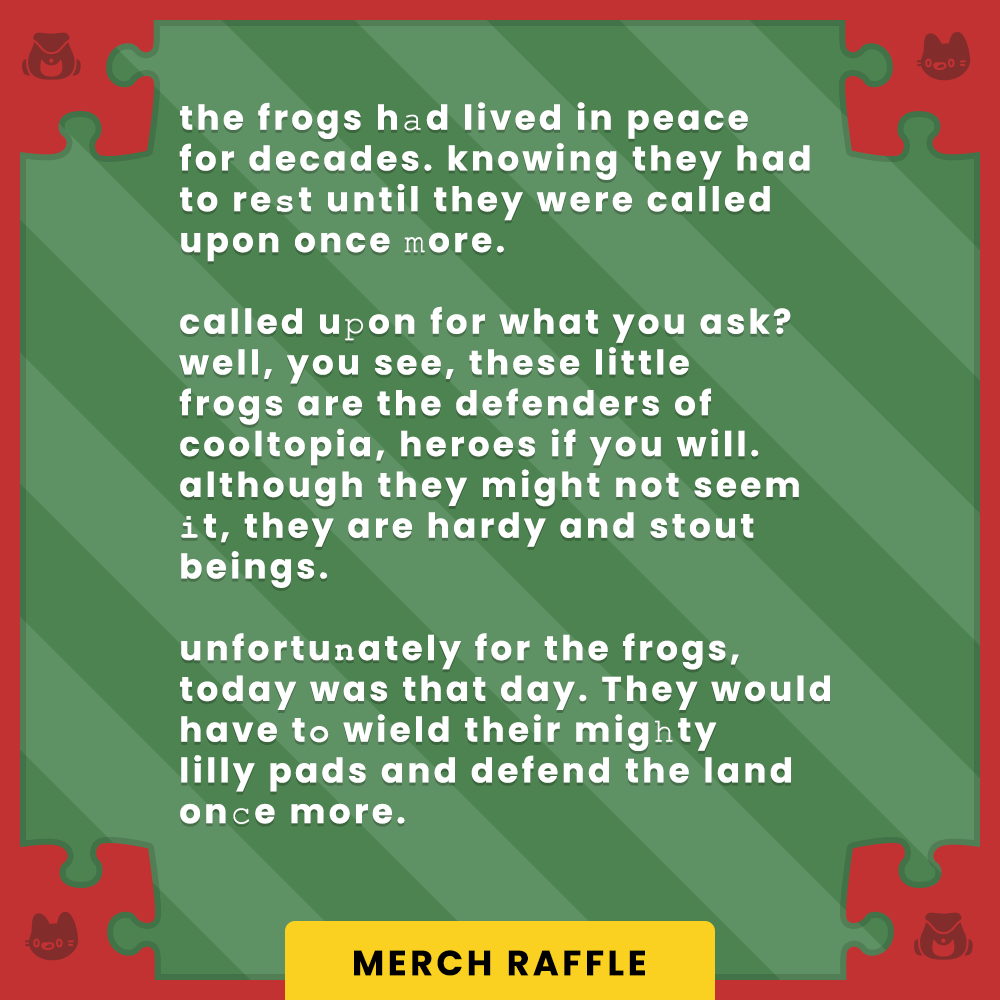 the frogs had lived in peace
for decades. knowing they had
to rest until they were called
upon once more.
called upon for what you ask?
well, you see, these little
frogs are the defenders of
cooltopia, heroes if you will.
although they might not seem
it, they are hardy and stout
beings.
unfortunately for the frogs,
today was that day. They would
have to wield their mighty
lilly pads and defend the land
once more.
MERCH RAFFLE